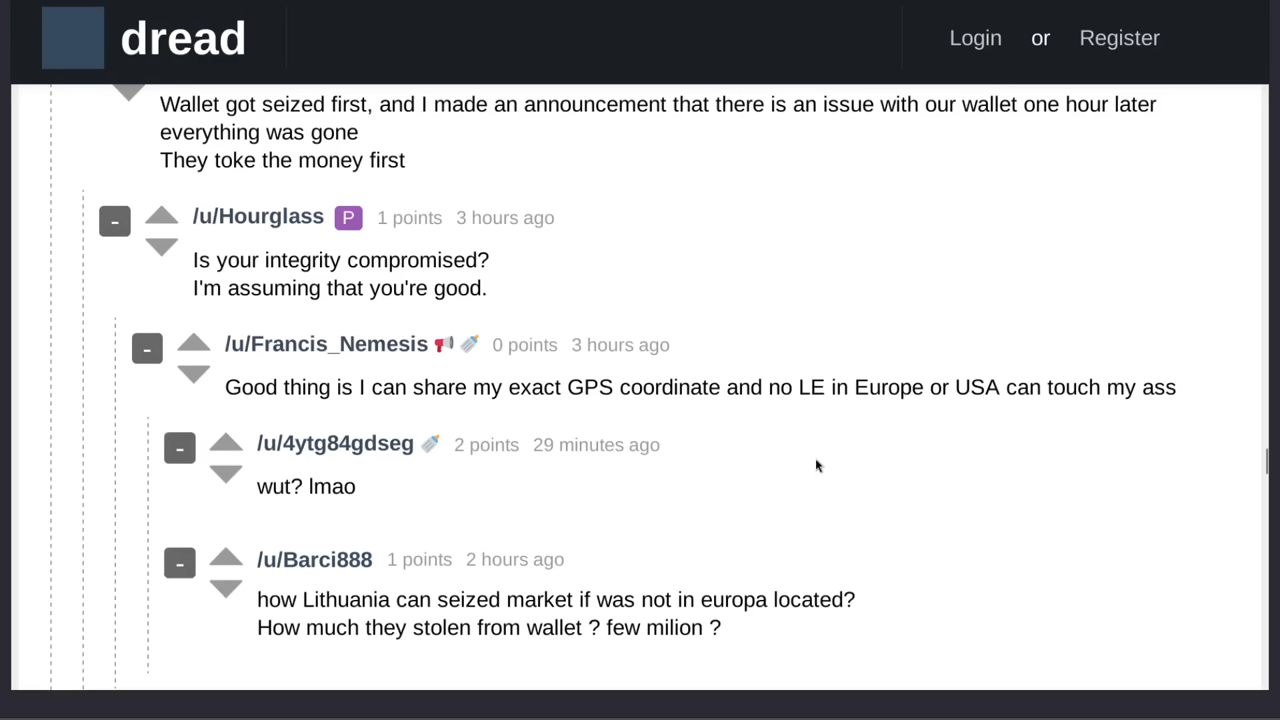 dread
Login or Register
Wallet got seized first, and I made an announcement that there is an issue with our wallet one hour later
everything was gone
They toke the money first
- /u/Hourglass P 1 points 3 hours ago
Is your integrity compromised?
I'm assuming that you're good.
- /u/Francis_Nemesis 0 points 3 hours ago
Good thing is I can share my exact GPS coordinate and no LE in Europe or USA can touch my ass
- /u/4ytg84gdseg 2 points 29 minutes ago
wut? lmao
- /u/Barci888 1 points 2 hours ago
how Lithuania can seized market if was not in europa located?
How much they stolen from wallet ? few milion ?